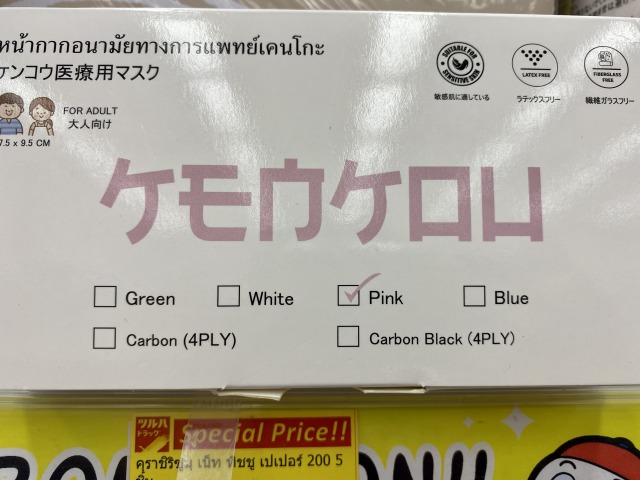 หน้ากากอนามัยทางการแพทย์เคนโกะ
ケンコウ医療用マスク
FOR ADULT
大人向け
7.5 x 9.5 CM
SUITABLE FOR SENSITIVE SKIN
敏感肌に適している
LATEX FREE
ラテックスフリー
FIBERGLASS FREE
繊維ガラスフリー
ケモウケロU
Green
White
Pink
Blue
Carbon (4PLY)
Carbon Black (4PLY)
ツルハ
ドラッグ
Special Price!!
คุราชิริชุน เน็ท ทิชชู เปเปอร์ 200 5